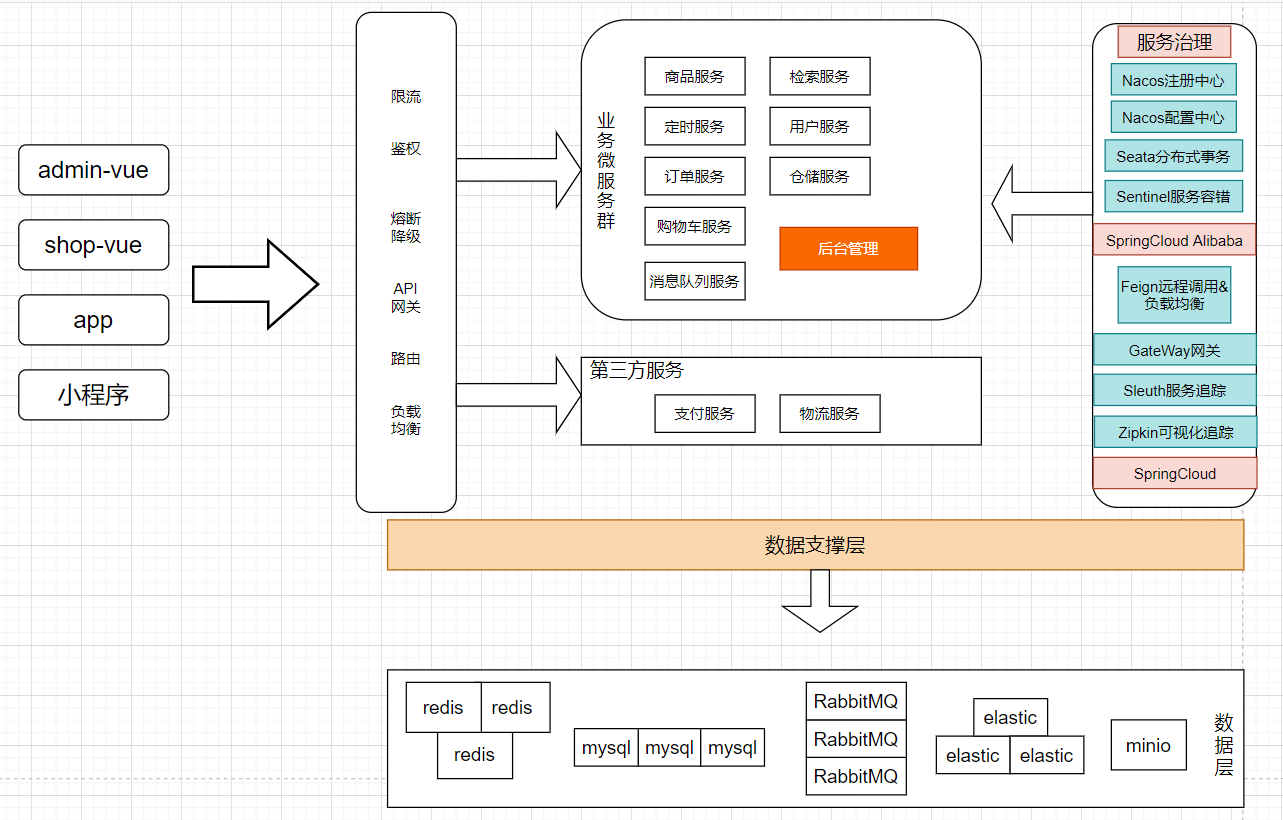 admin-vue
shop-vue
app
小程序
限流
鉴权
熔断
降级
API
网关
路由
负载
均衡
业务微服务群
商品服务
检索服务
定时服务
用户服务
订单服务
仓储服务
购物车服务
后台管理
消息队列服务
第三方服务
支付服务
物流服务
服务治理
Nacos注册中心
Nacos配置中心
Seata分布式事务
Sentinel服务容错
SpringCloud Alibaba
Feign远程调用&
负载均衡
GateWay网关
Sleuth服务追踪
Zipkin可视化追踪
SpringCloud
数据支撑层
redis
redis
redis
mysql
mysql
mysql
RabbitMQ
RabbitMQ
RabbitMQ
elastic
elastic
elastic
minio
数据层